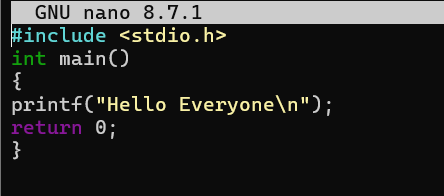 GNU nano 8.7.1
#include <stdio.h>
int main()
{
printf("Hello Everyone\n");
return 0;
}